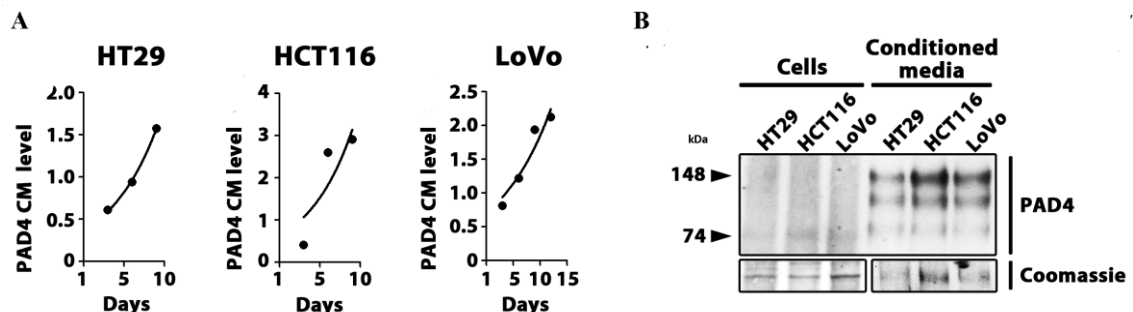 A
HT29
PAD4 CM level
2.0
1.5
1.0
0.5
0
1 5 10
Days
HCT116
PAD4 CM level
4
3
2
1
0
1 5 10
Days
LoVo
PAD4 CM level
2.5
2.0
1.5
1.0
0.5
0
1 5 10 15
Days
B
Cells
Conditioned
media
kDa
HT29 HCT116 LoVo HT29 HCT116 LoVo
148
74
PAD4
Coomassie